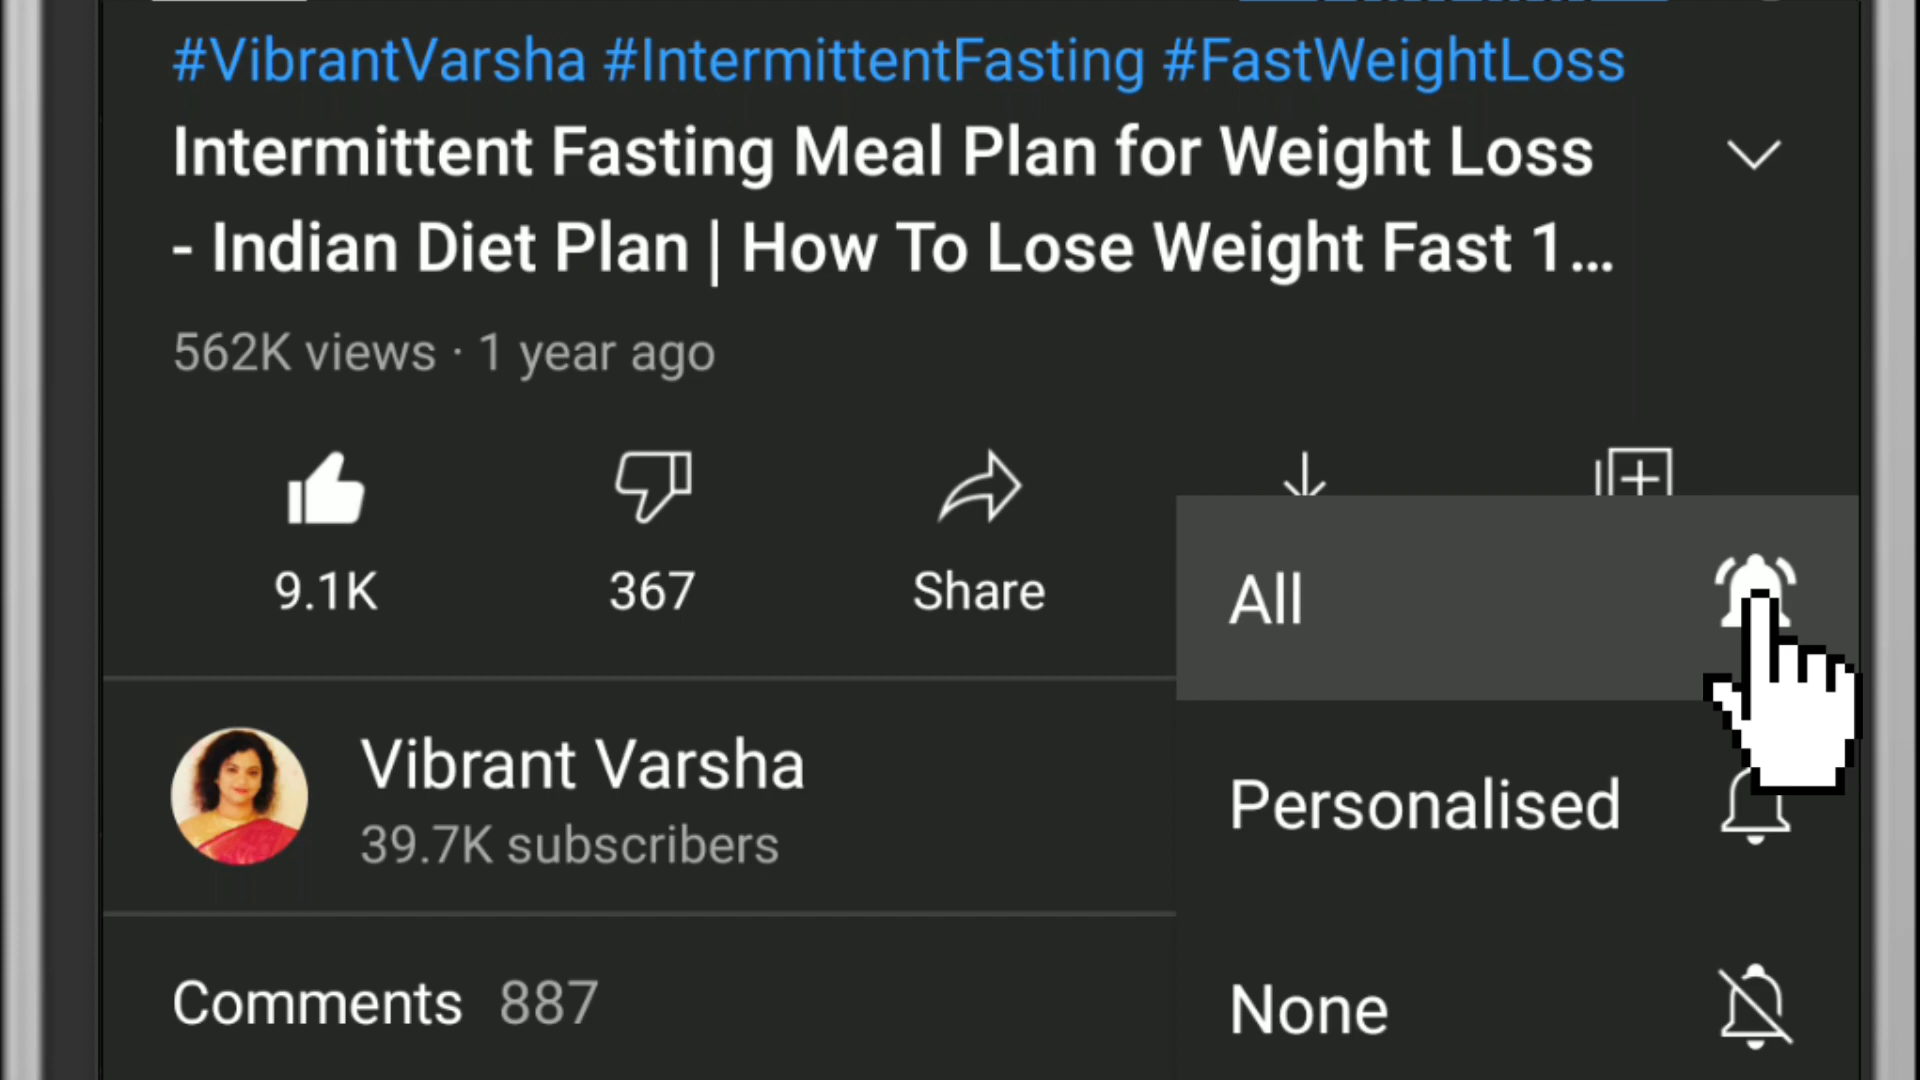 #VibrantVarsha #IntermittentFasting #FastWeightLoss
Intermittent Fasting Meal Plan for Weight Loss
- Indian Diet Plan | How To Lose Weight Fast 1...
562K views · 1 year ago
9.1K
367
Share
All
Vibrant Varsha
39.7K subscribers
Personalised
Comments 887
None